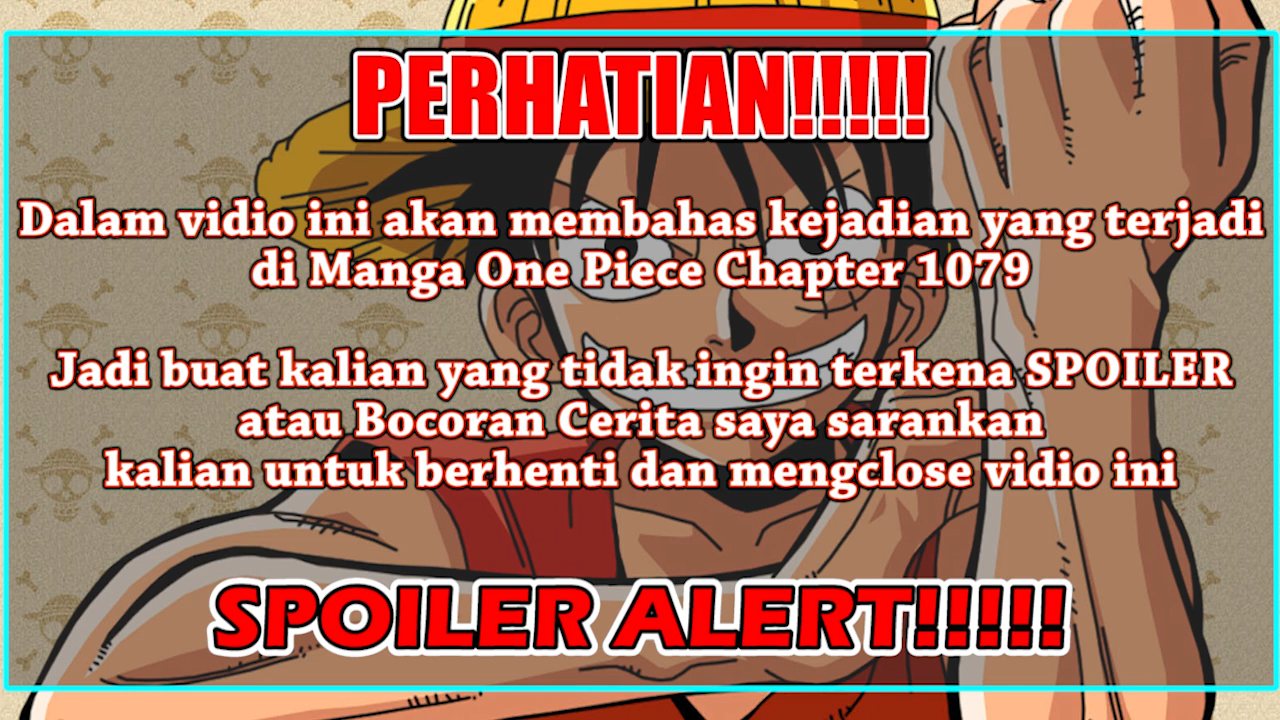 PERHATIAN!!!!!
Dalam vidio ini akan membahas kejadian yang terjadi
di Manga One Piece Chapter 1079
Jadi buat kalian yang tidak ingin terkena SPOILER
atau Bocoran Cerita saya sarankan
kalian untuk berhenti dan mengclose vidio ini
SPOILER ALERT!!!!!